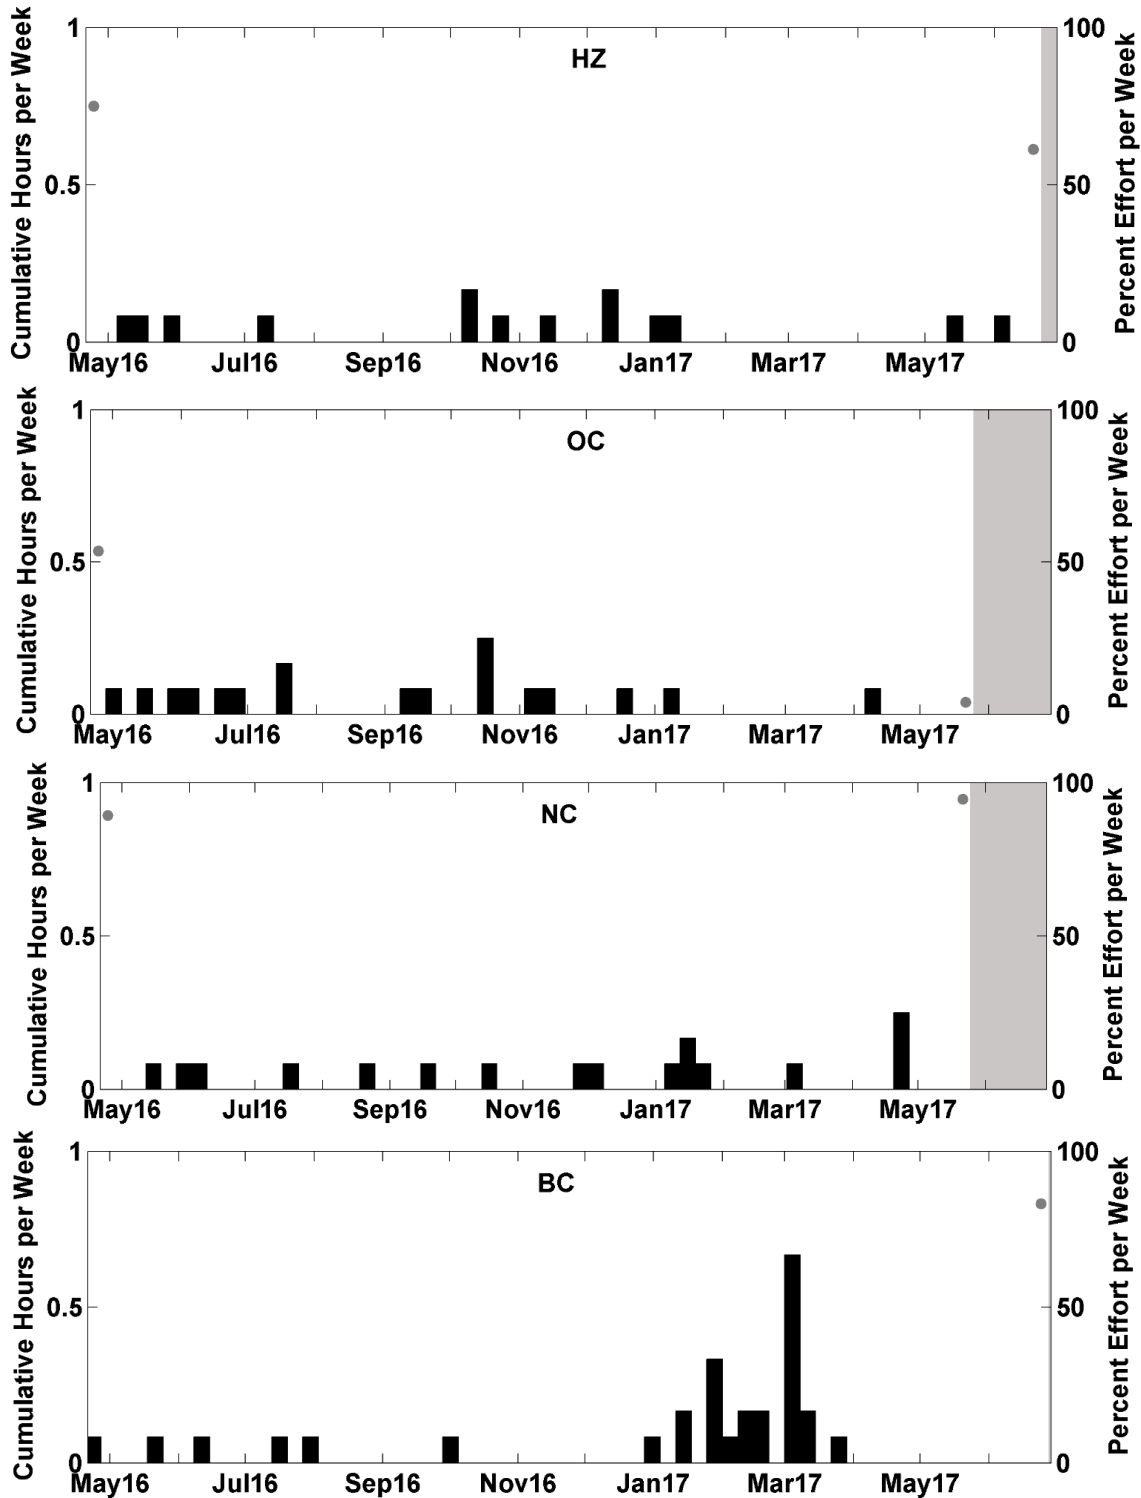 HZ
Cumulative Hours per Week
1
0.5
0
100
50
0
Percent Effort per Week
May16 Jul16 Sep16 Nov16 Jan17 Mar17 May17
OC
Cumulative Hours per Week
1
0.5
0
100
50
0
Percent Effort per Week
May16 Jul16 Sep16 Nov16 Jan17 Mar17 May17
NC
Cumulative Hours per Week
1
0.5
0
100
50
0
Percent Effort per Week
May16 Jul16 Sep16 Nov16 Jan17 Mar17 May17
BC
Cumulative Hours per Week
1
0.5
0
100
50
0
Percent Effort per Week
May16 Jul16 Sep16 Nov16 Jan17 Mar17 May17